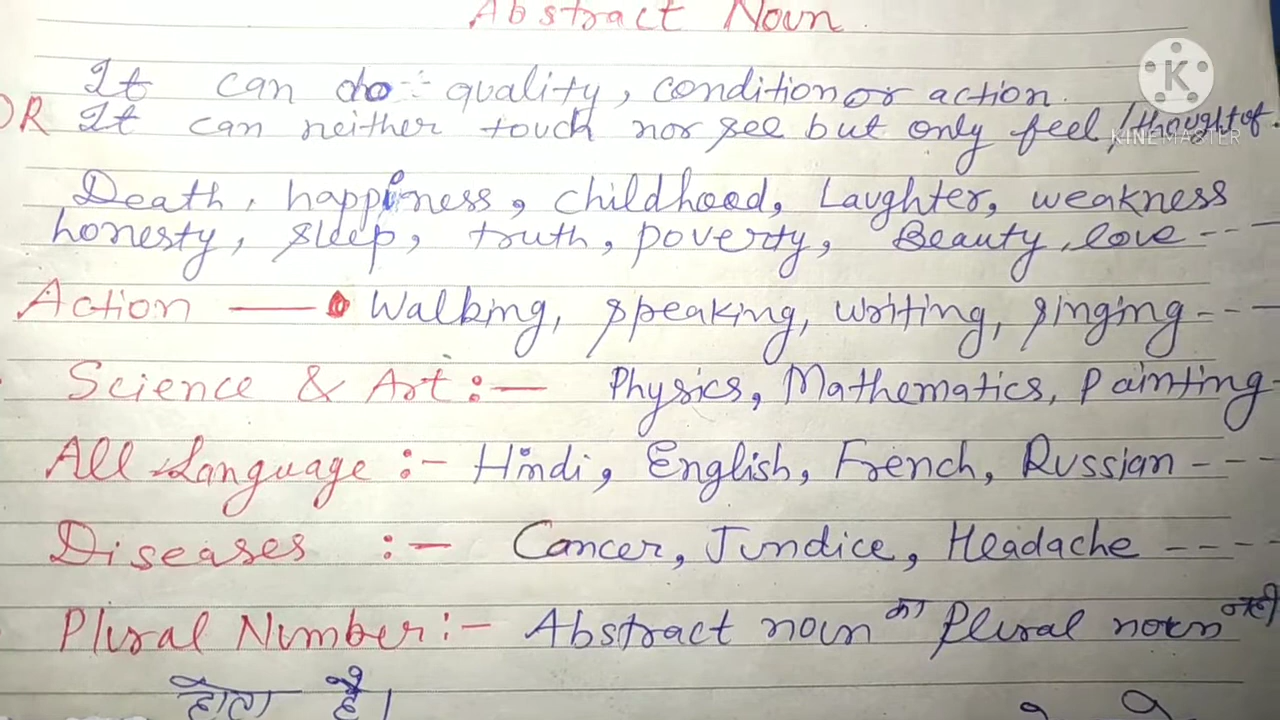 Abstract Noun
It can do :- quality, condition or action.
OR It can neither touch nor see but only feel/thought of.
K
KINEMASTER
Death, happiness, childhood, Laughter, weakness
honesty, sleep, truth, poverty, Beauty, love ---
Action —— Walking, speaking, writing, singing ---
Science & Art :— Physics, Mathematics, Painting-
All Language :- Hindi, English, French, Russian ----
Diseases :— Cancer, Jundice, Headache ----
Plural Number :- Abstract noun का Plural noun नही
होता है।